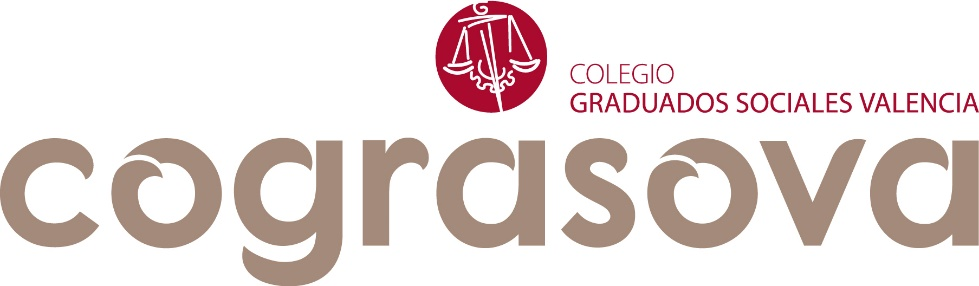 COLEGIO
GRADUADOS SOCIALES VALENCIA
cograsova